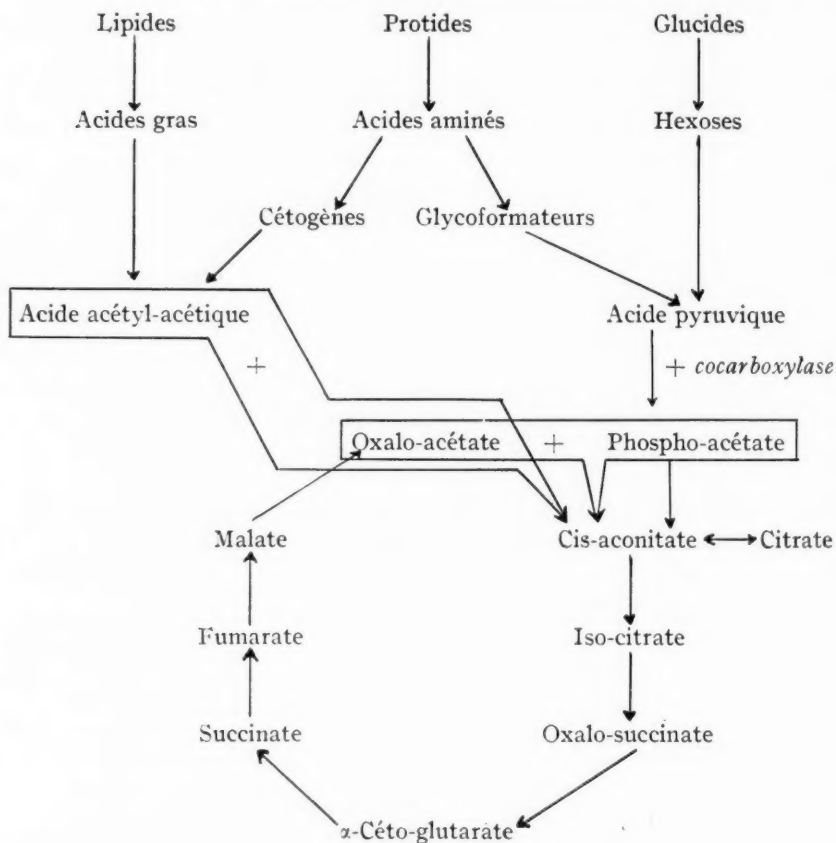 Lipides Protides Glucides
Acides gras Acides aminés Hexoses
Cétogènes Glycoformateurs
Acide acétyl-acétique Acide pyruvique
+ + cocarboxylase
Oxalo-acétate + Phospho-acétate
Malate Cis-aconitate Citrate
Fumarate Iso-citrate
Succinate Oxalo-succinate
α-Céto-glutarate